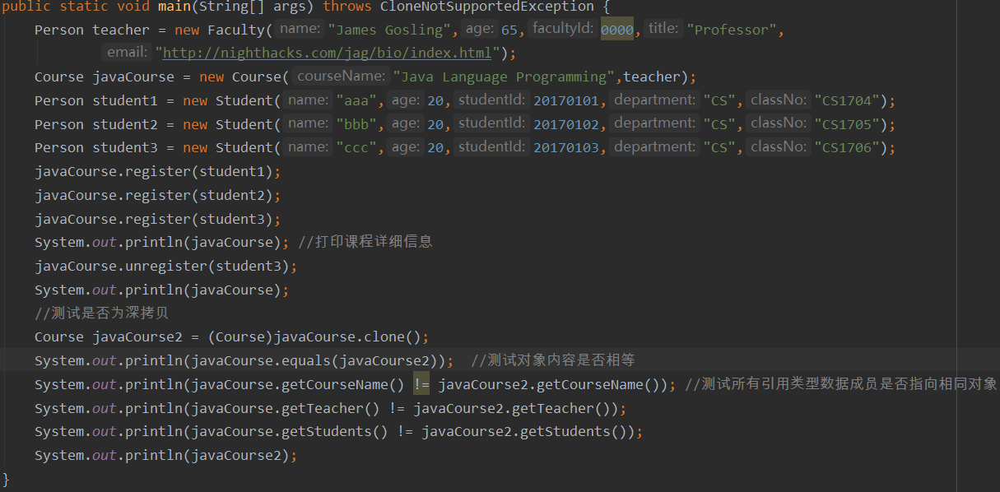 public static void main(String[] args) throws CloneNotSupportedException {
Person teacher = new Faculty( name: "James Gosling", age: 65, facultyId: 0000, title: "Professor",
email: "http://nighthacks.com/jag/bio/index.html");
Course javaCourse = new Course( courseName: "Java Language Programming",teacher);
Person student1 = new Student( name: "aaa", age: 20, studentId: 20170101, department: "CS", classNo: "CS1704");
Person student2 = new Student( name: "bbb", age: 20, studentId: 20170102, department: "CS", classNo: "CS1705");
Person student3 = new Student( name: "ccc", age: 20, studentId: 20170103, department: "CS", classNo: "CS1706");
javaCourse.register(student1);
javaCourse.register(student2);
javaCourse.register(student3);
System.out.println(javaCourse); //打印课程详细信息
javaCourse.unregister(student3);
System.out.println(javaCourse);
//测试是否为深拷贝
Course javaCourse2 = (Course)javaCourse.clone();
System.out.println(javaCourse.equals(javaCourse2)); //测试对象内容是否相等
System.out.println(javaCourse.getCourseName() != javaCourse2.getCourseName()); //测试所有引用类型数据成员是否指向相同对象
System.out.println(javaCourse.getTeacher() != javaCourse2.getTeacher());
System.out.println(javaCourse.getStudents() != javaCourse2.getStudents());
System.out.println(javaCourse2);
}